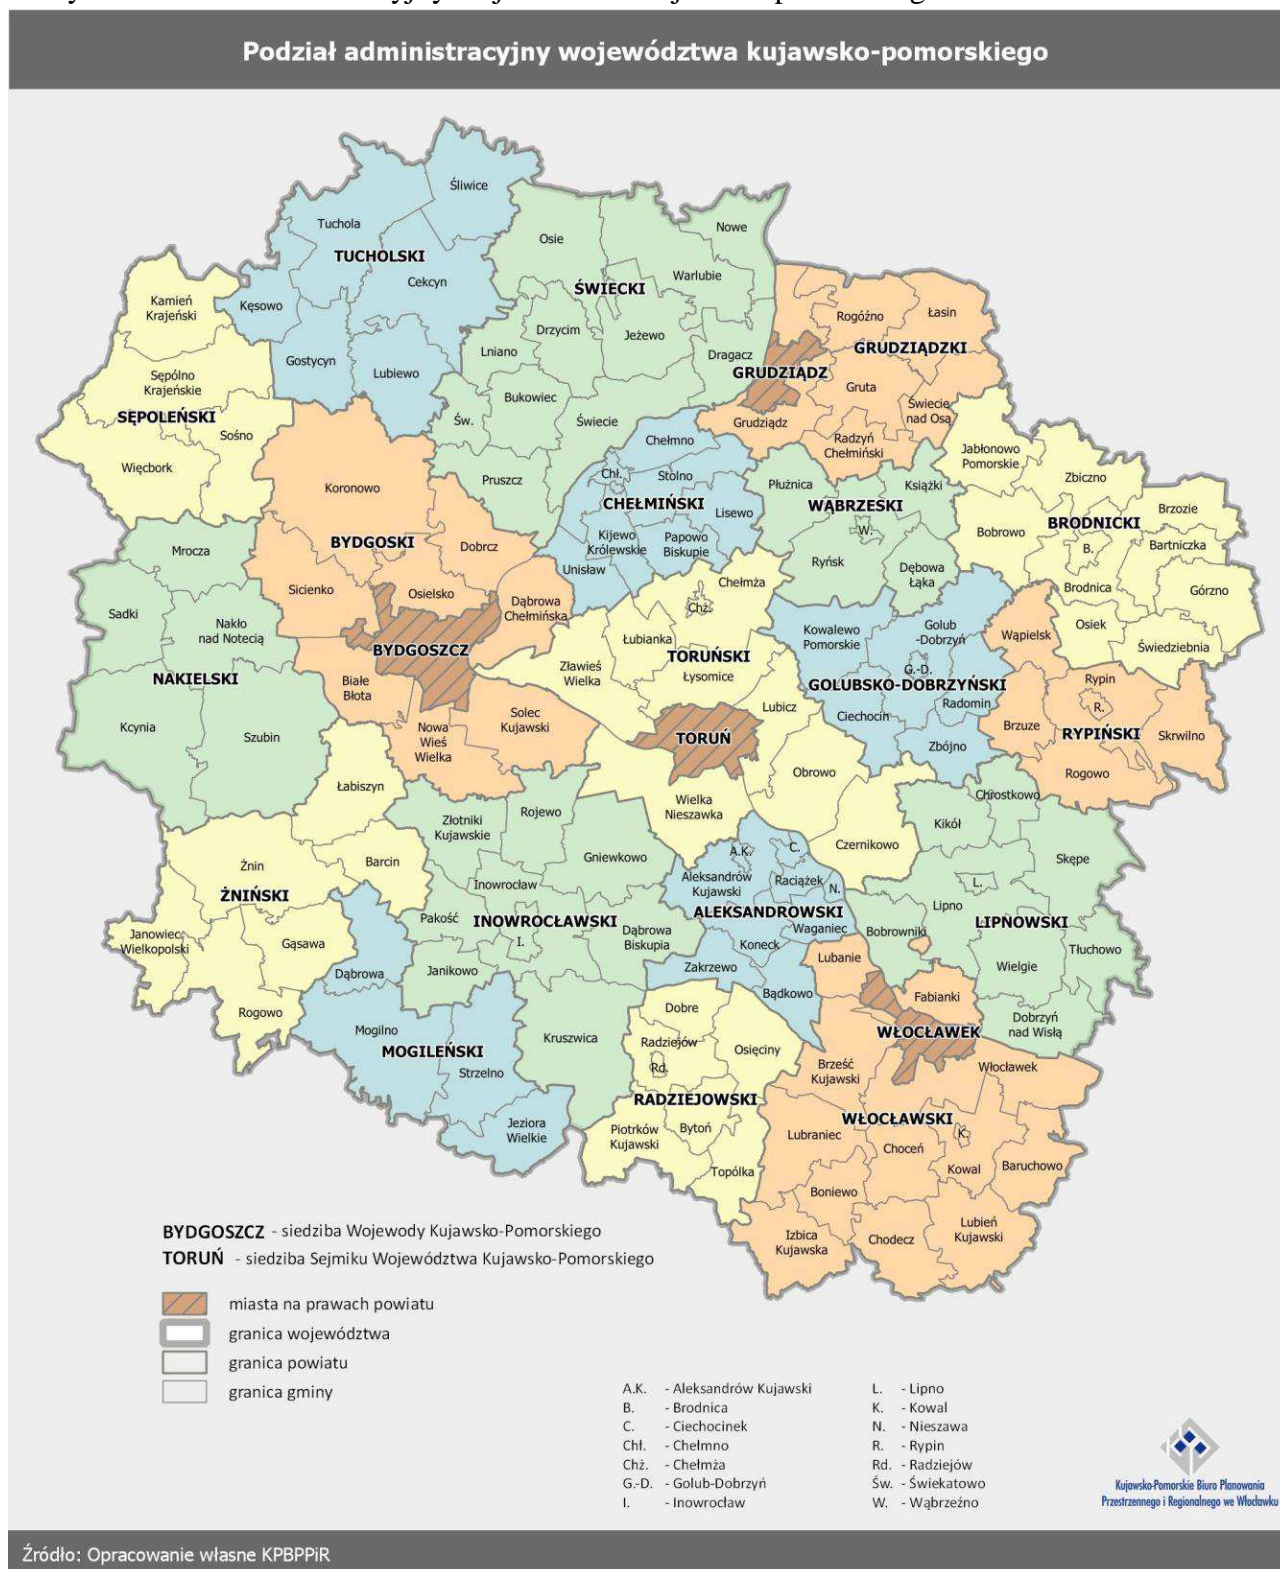 Podział administracyjny województwa kujawsko-pomorskiego
Śliwice
Tuchola
TUCHOLSKI
Cekcyn
Kęsowo
Gostycyn
Lubiewo
Osie
Nowe
Warlubie
ŚWIECKI
Drzycim
Jeżewo
Lniano
Dragacz
Bukowiec
Św.
Świecie
Pruszcz
Kamień
Krajeński
Sępólno
Krajeńskie
SĘPOLEŃSKI
Sośno
Więcbork
Rogóźno
Łasin
GRUDZIĄDZKI
GRUDZIĄDZ
Gruta
Świecie
nad Osą
Grudziądz
Radzyń
Chełmiński
Chełmno
Chł.
Stolno
CHEŁMIŃSKI
Lisewo
Kijewo
Królewskie
Papowo
Biskupie
Unisław
Płużnica
Książki
WĄBRZESKI
W.
Ryńsk
Dębowa
Łąka
Jabłonowo
Pomorskie
Zbiczno
Brzozie
BRODNICKI
Bobrowo
B.
Bartniczka
Brodnica
Górzno
Osiek
Świedziebnia
Koronowo
BYDGOSKI
Dobrcz
Sicienko
Osielsko
Dąbrowa
Chełmińska
BYDGOSZCZ
Białe
Błota
Nowa
Wieś
Wielka
Solec
Kujawski
Mrocza
Sadki
Nakło
nad Notecią
NAKIELSKI
Kcynia
Szubin
Chełmża
Chż.
Łubianka
TORUŃSKI
Zławieś
Wielka
Łysomice
Lubicz
TORUŃ
Obrowo
Wielka
Nieszawka
Czernikowo
Kowalewo
Pomorskie
Golub
-Dobrzyń
G.-D.
GOLUBSKO-DOBRZYŃSKI
Ciechocin
Radomin
Zbójno
Wąpielsk
Rypin
R.
Brzuze
RYPIŃSKI
Skrwilno
Rogowo
Łabiszyn
Żnin
Barcin
ŻNIŃSKI
Janowiec
Wielkopolski
Gąsawa
Rogowo
Złotniki
Kujawskie
Rojewo
Gniewkowo
Inowrocław
Pakość
INOWROCŁAWSKI
I.
Dąbrowa
Biskupia
Janikowo
Kruszwica
A.K.
C.
Aleksandrów
Kujawski
Raciążek
N.
ALEKSANDROWSKI
Waganiec
Koneck
Zakrzewo
Bądkowo
Chrostkowo
Kikół
Skępe
L.
Lipno
LIPNOWSKI
Bobrowniki
Tłuchowo
Wielgie
Dobrzyń
nad Wisłą
Dąbrowa
Mogilno
MOGILEŃSKI
Strzelno
Jeziora
Wielkie
Dobre
Radziejów
Osięciny
Rd.
RADZIEJOWSKI
Piotrków
Kujawski
Bytoń
Topólka
Lubanie
Fabianki
WŁOCŁAWEK
Brześć
Kujawski
Włocławek
WŁOCŁAWSKI
Lubraniec
Choceń
K.
Kowal
Baruchowo
Boniewo
Izbica
Kujawska
Chodecz
Lubień
Kujawski
BYDGOSZCZ - siedziba Wojewody Kujawsko-Pomorskiego
TORUŃ - siedziba Sejmiku Województwa Kujawsko-Pomorskiego
miasta na prawach powiatu
granica województwa
granica powiatu
granica gminy
A.K. - Aleksandrów Kujawski
B. - Brodnica
C. - Ciechocinek
Chł. - Chełmno
Chż. - Chełmża
G.-D. - Golub-Dobrzyń
I. - Inowrocław
L. - Lipno
K. - Kowal
N. - Nieszawa
R. - Rypin
Rd. - Radziejów
Św. - Świekatowo
W. - Wąbrzeźno
Kujawsko-Pomorskie Biuro Planowania
Przestrzennego i Regionalnego we Włocławku
Źródło: Opracowanie własne KPBPPiR